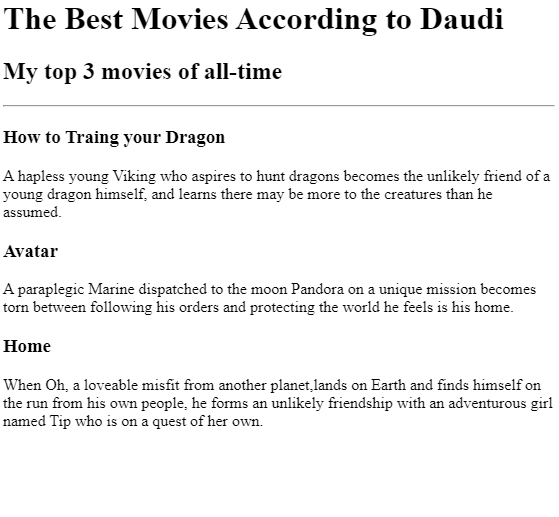 The Best Movies According to Daudi
My top 3 movies of all-time
How to Traing your Dragon
A hapless young Viking who aspires to hunt dragons becomes the unlikely friend of a
young dragon himself, and learns there may be more to the creatures than he
assumed.
Avatar
A paraplegic Marine dispatched to the moon Pandora on a unique mission becomes
torn between following his orders and protecting the world he feels is his home.
Home
When Oh, a loveable misfit from another planet,lands on Earth and finds himself on
the run from his own people, he forms an unlikely friendship with an adventurous girl
named Tip who is on a quest of her own.